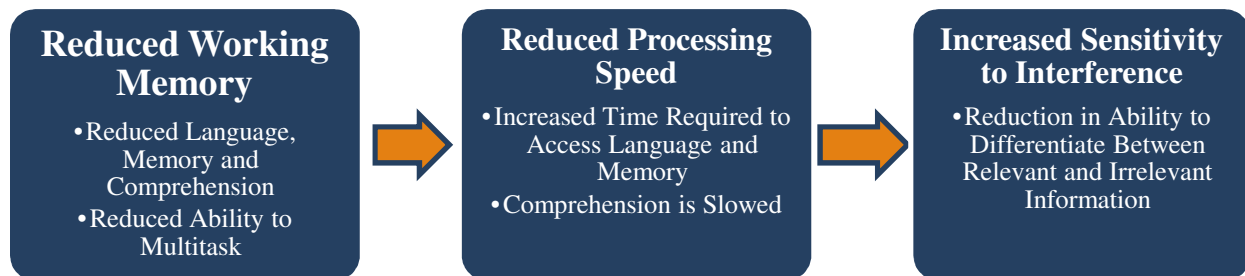 Reduced Working
Memory
•Reduced Language,
Memory and
Comprehension
•Reduced Ability to
Multitask
Reduced Processing
Speed
•Increased Time Required to
Access Language and
Memory
•Comprehension is Slowed
Increased Sensitivity
to Interference
•Reduction in Ability to
Differentiate Between
Relevant and Irrelevant
Information